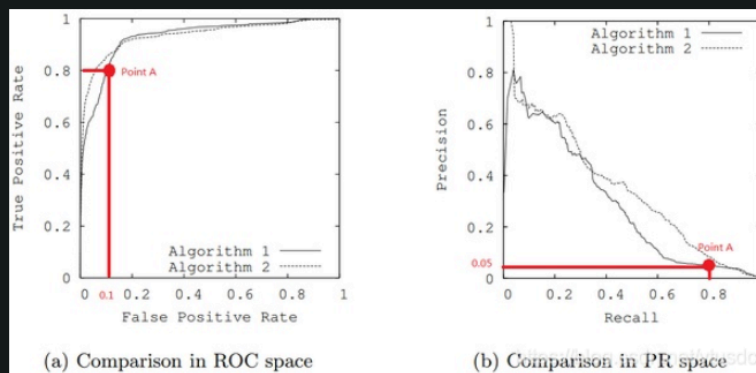 1
0.8
0.6
0.4
0.2
0
True Positive Rate
Point A
Algorithm 1
Algorithm 2
0 0.1 0.2 0.4 0.6 0.8 1
False Positive Rate
(a) Comparison in ROC space
1
0.8
0.6
0.4
0.2
0.05
0
Precision
Algorithm 1
Algorithm 2
Point A
0 0.2 0.4 0.6 0.8
Recall
(b) Comparison in PR space